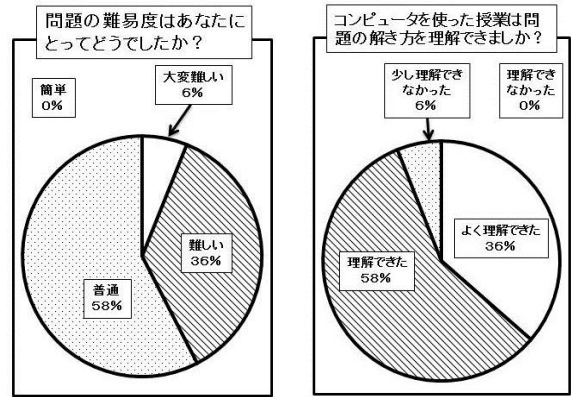 問題の難易度はあなたに
とってどうでしたか？
簡単
0%
大変難しい
6%
難しい
36%
普通
58%
コンピュータを使った授業は問
題の解き方を理解できましか？
少し理解でき
なかった
6%
理解でき
なかった
0%
よく理解できた
36%
理解できた
58%